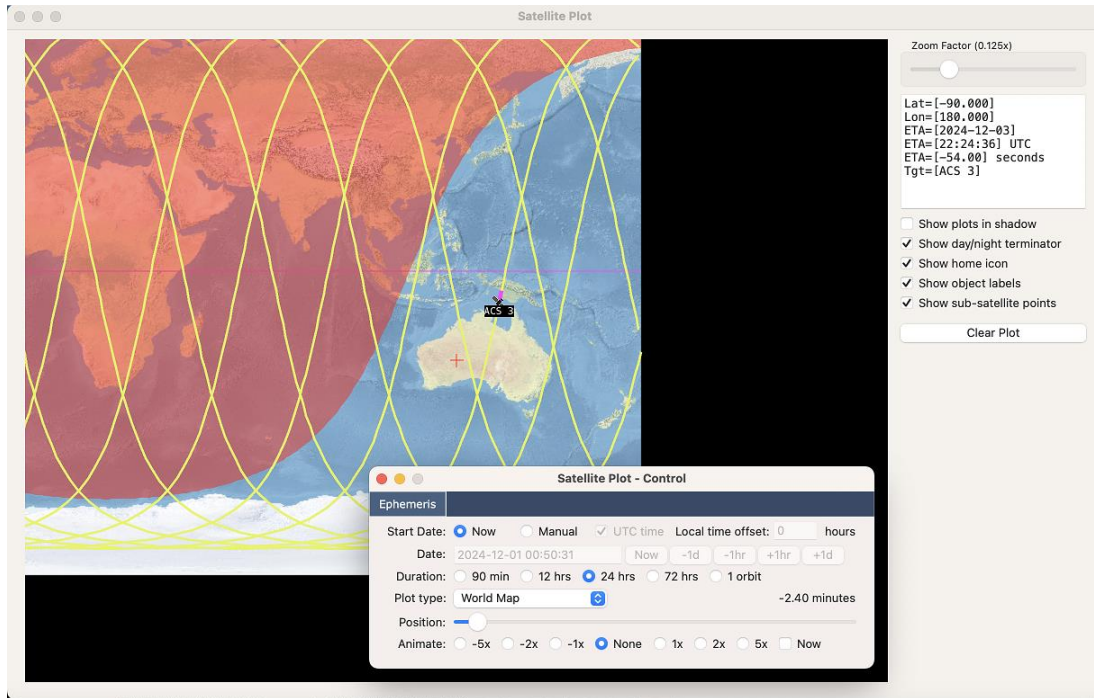 Satellite Plot
Zoom Factor (0.125x)
Lat=[-90.000]
Lon=[180.000]
ETA=[2024-12-03]
ETA=[22:24:36] UTC
ETA=[-54.00] seconds
Tgt=[ACS 3]
Show plots in shadow
Show day/night terminator
Show home icon
Show object labels
Show sub-satellite points
Clear Plot
ACS 3
Satellite Plot - Control
Ephemeris
Start Date: Now Manual UTC time Local time offset: 0 hours
Date: 2024-12-01 00:50:31 Now -1d -1hr +1hr +1d
Duration: 90 min 12 hrs 24 hrs 72 hrs 1 orbit
Plot type: World Map -2.40 minutes
Position:
Animate: -5x -2x -1x None 1x 2x 5x Now